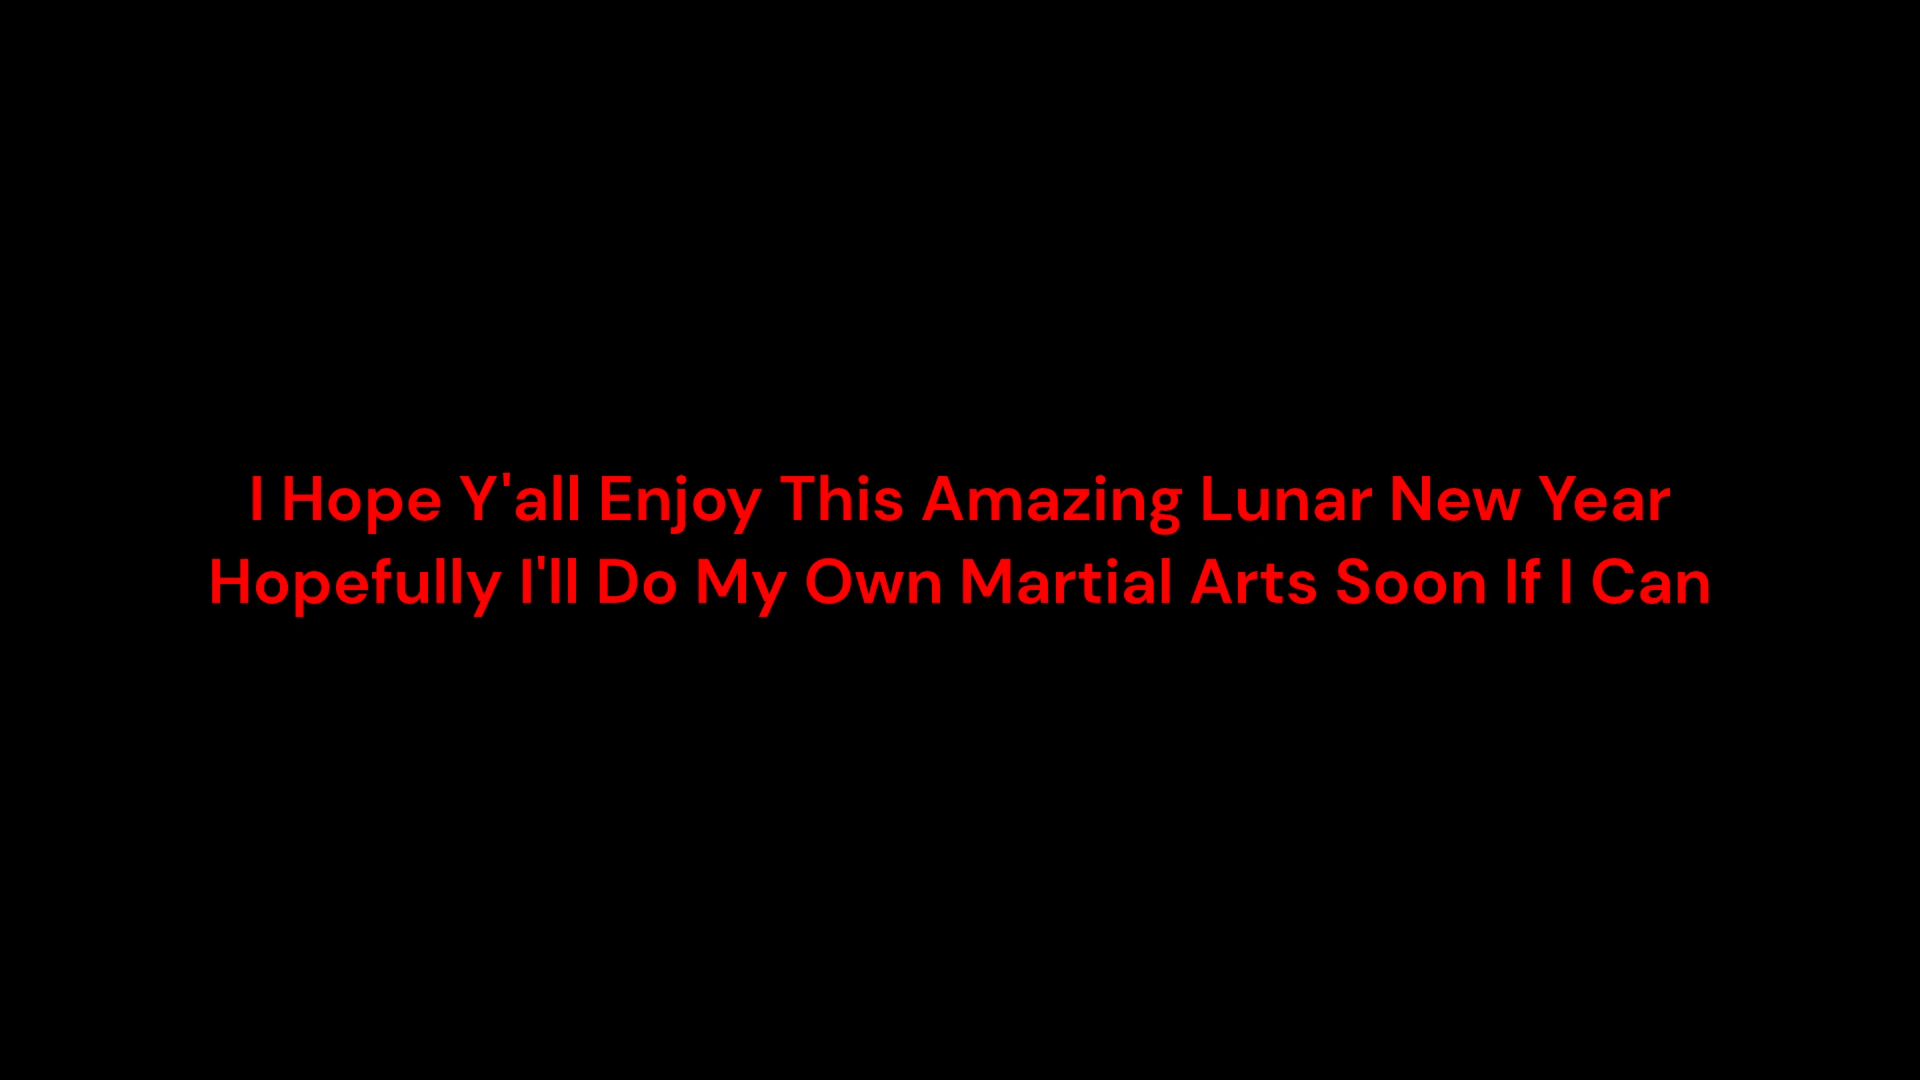 I Hope Y'all Enjoy This Amazing Lunar New Year
Hopefully I'll Do My Own Martial Arts Soon If I Can